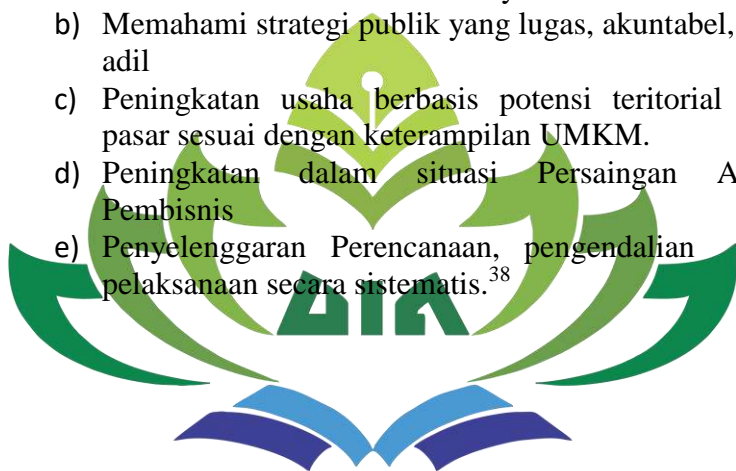 b) Memahami strategi publik yang lugas, akuntabel,
adil
c) Peningkatan usaha berbasis potensi teritorial
pasar sesuai dengan keterampilan UMKM.
d) Peningkatan dalam situasi Persaingan A
Pembisnis
e) Penyelenggaran Perencanaan, pengendalian
pelaksanaan secara sistematis.38